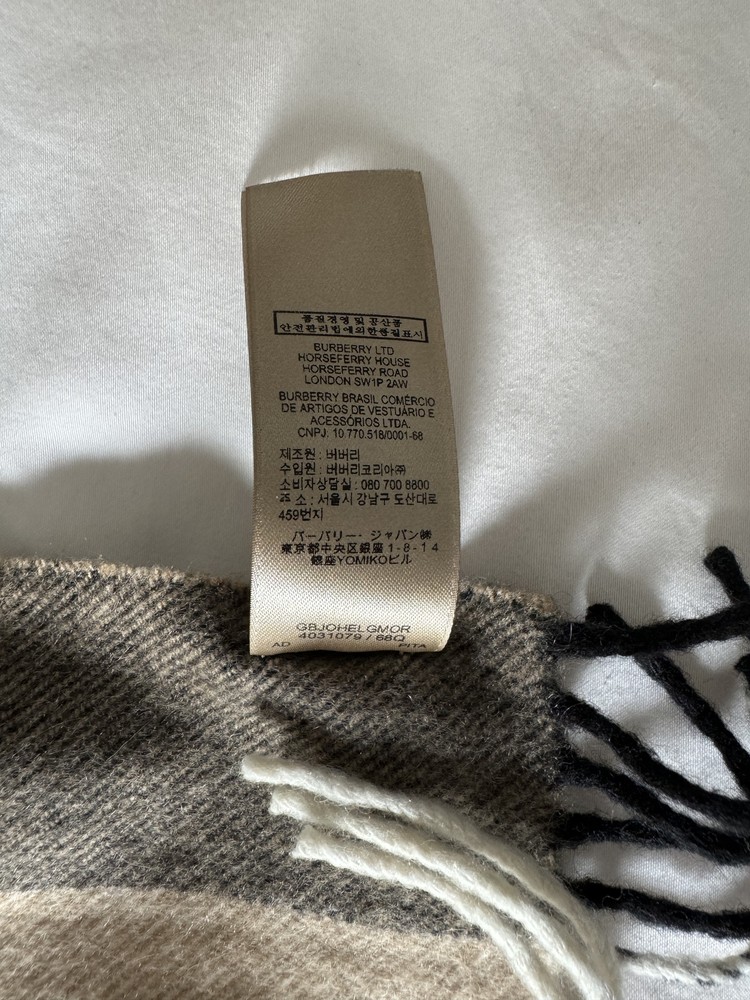 품질경영 및 공산품
안전관리법에의한품질표시
BURBERRY LTD
HORSEFERRY HOUSE
HORSEFERRY ROAD
LONDON SW1P 2AW
BURBERRY BRASIL COMÉRCIO
DE ARTIGOS DE VESTUÁRIO E
ACESSÓRIOS LTDA.
CNPJ: 10.770.518/0001-68
제조원 : 버버리
수입원 : 버버리코리아㈜
소비자상담실 : 080 700 8800
주 소 : 서울시 강남구 도산대로
459번지
バーバリー・ジャパン㈱
東京都中央区銀座 1-8-14
銀座YOMIKOビル
GBJOHELGMOR
4031079 / 68Q
AD PITA